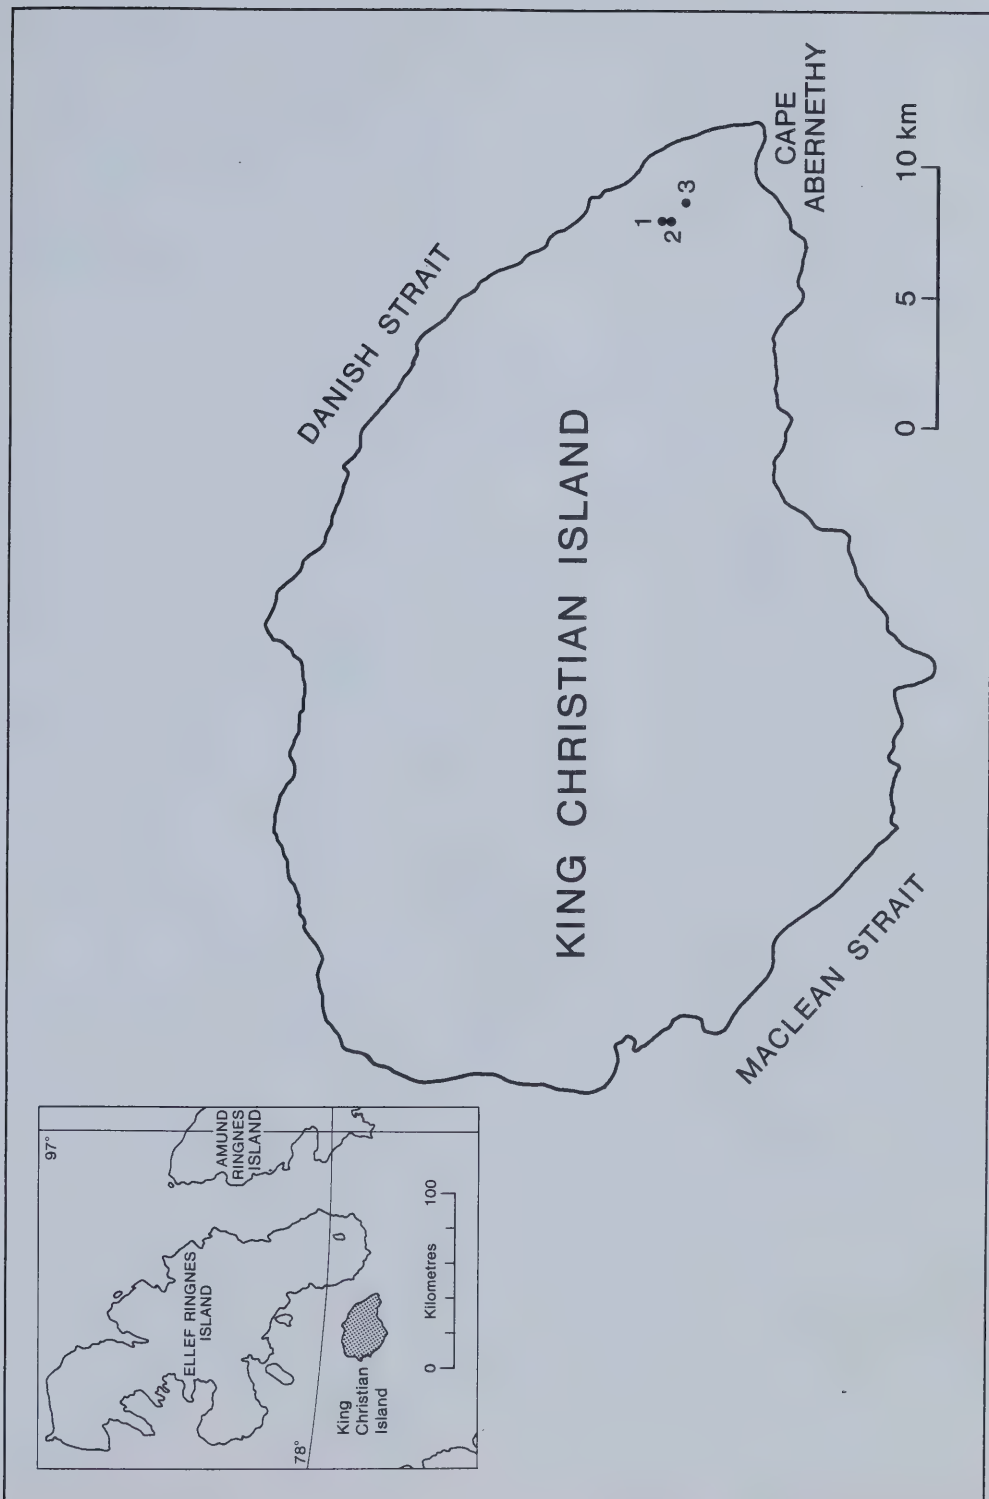 97°
AMUND
RINGNES
ISLAND
ELLEF RINGNES
ISLAND
78°
King
Christian
Island
0 Kilometres 100
DANISH STRAIT
KING CHRISTIAN ISLAND
MACLEAN STRAIT
1
2
3
CAPE
ABERNETHY
0 5 10 km